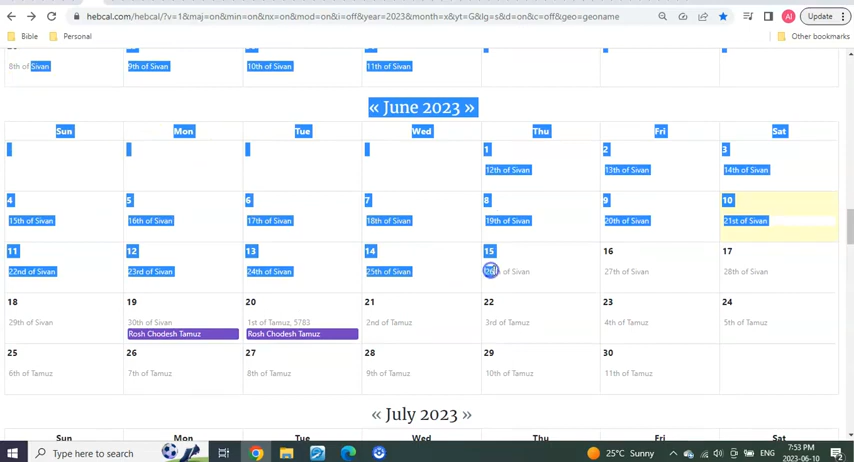 hebcal.com/hebcal/?v=1&maj=on&min=on&nx=on&mod=on&i=off&year=2023&month=x&yt=G&lg=s&d=on&c=off&geo=geoname
AI
Update
Bible
Personal
Other bookmarks
8th of Sivan
9th of Sivan
10th of Sivan
11th of Sivan
« June 2023 »
Sun Mon Tue Wed Thu Fri Sat
1 2 3
12th of Sivan 13th of Sivan 14th of Sivan
4 5 6 7 8 9 10
15th of Sivan 16th of Sivan 17th of Sivan 18th of Sivan 19th of Sivan 20th of Sivan 21st of Sivan
11 12 13 14 15 16 17
22nd of Sivan 23rd of Sivan 24th of Sivan 25th of Sivan 26th of Sivan 27th of Sivan 28th of Sivan
18 19 20 21 22 23 24
29th of Sivan 30th of Sivan 1st of Tamuz, 5783 2nd of Tamuz 3rd of Tamuz 4th of Tamuz 5th of Tamuz
Rosh Chodesh Tamuz Rosh Chodesh Tamuz
25 26 27 28 29 30
6th of Tamuz 7th of Tamuz 8th of Tamuz 9th of Tamuz 10th of Tamuz 11th of Tamuz
« July 2023 »
Sun Mon Tue Wed Thu Fri Sat
Type here to search
25°C Sunny
ENG
7:53 PM
2023-06-10
2